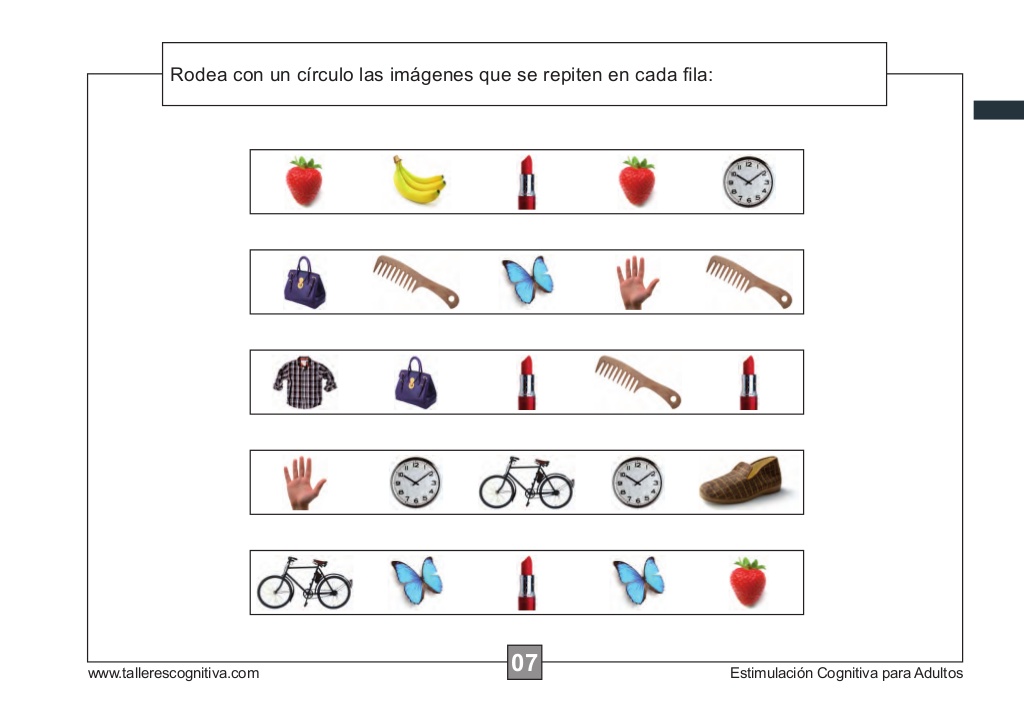 Rodea con un círculo las imágenes que se repiten en cada fila:
07
www.tallerescognitiva.com
Estimulación Cognitiva para Adultos